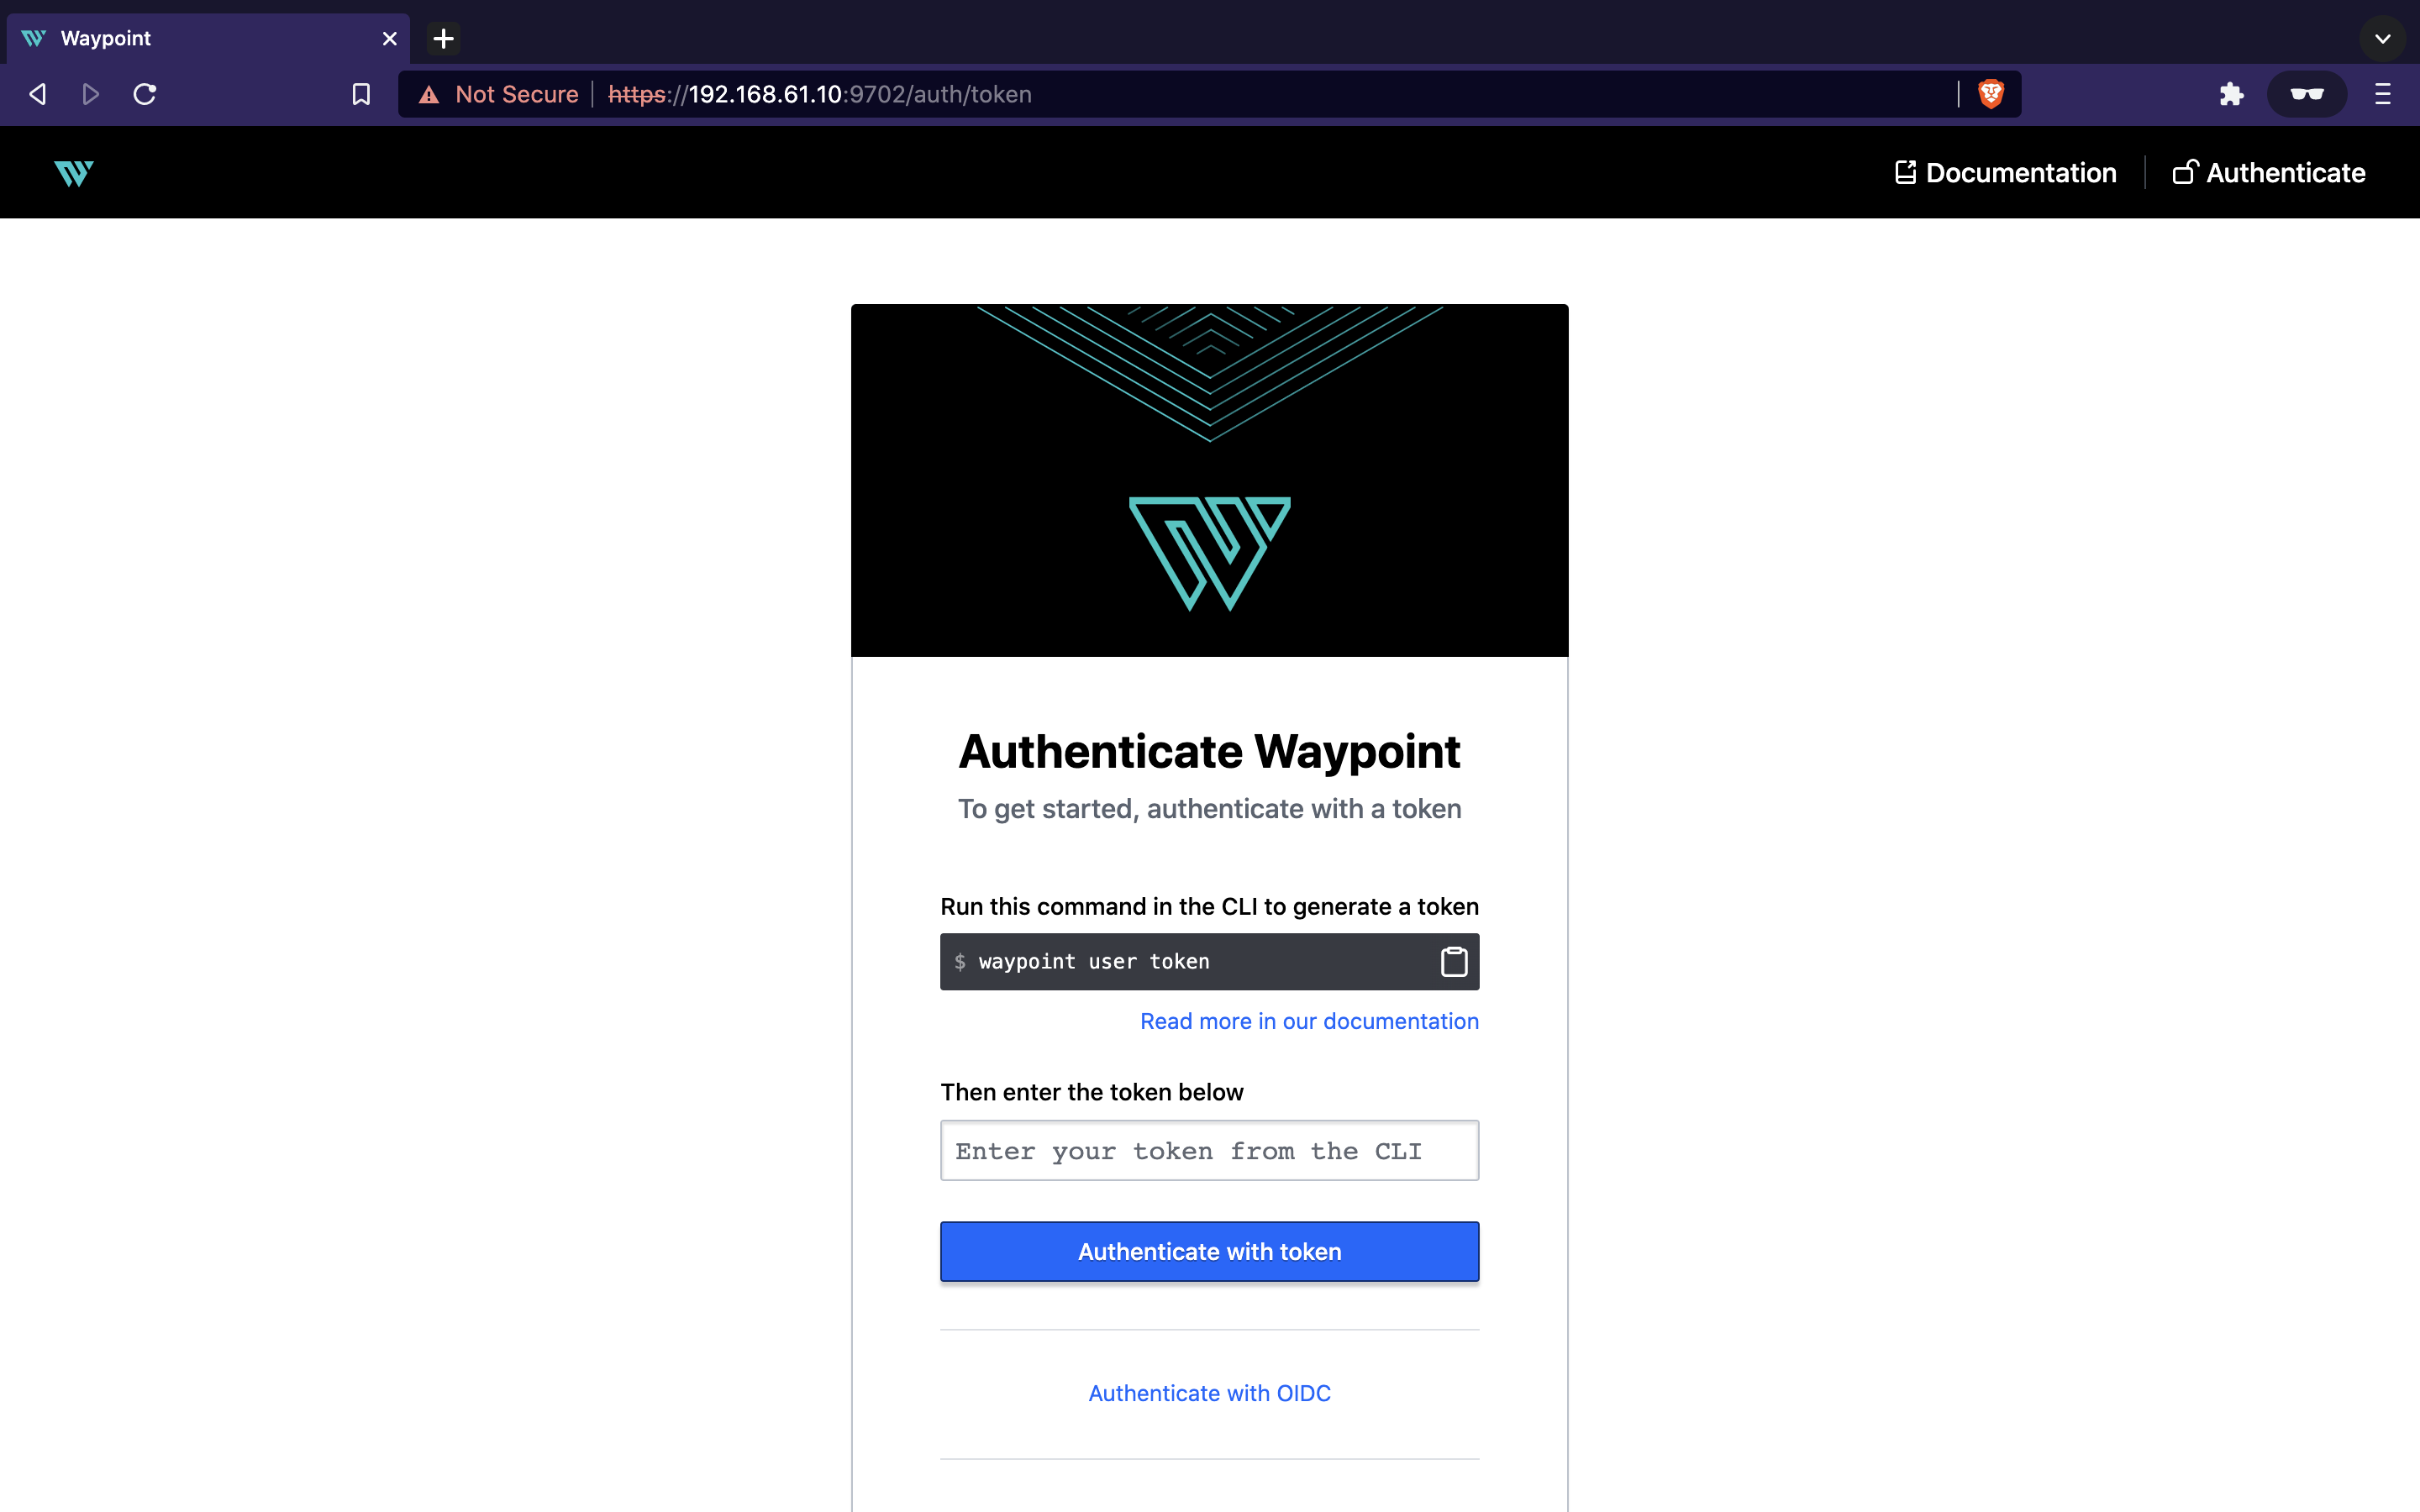 Waypoint
Not Secure https://192.168.61.10:9702/auth/token
Documentation
Authenticate
Authenticate Waypoint
To get started, authenticate with a token
Run this command in the CLI to generate a token
$ waypoint user token
Read more in our documentation
Then enter the token below
Enter your token from the CLI
Authenticate with token
Authenticate with OIDC